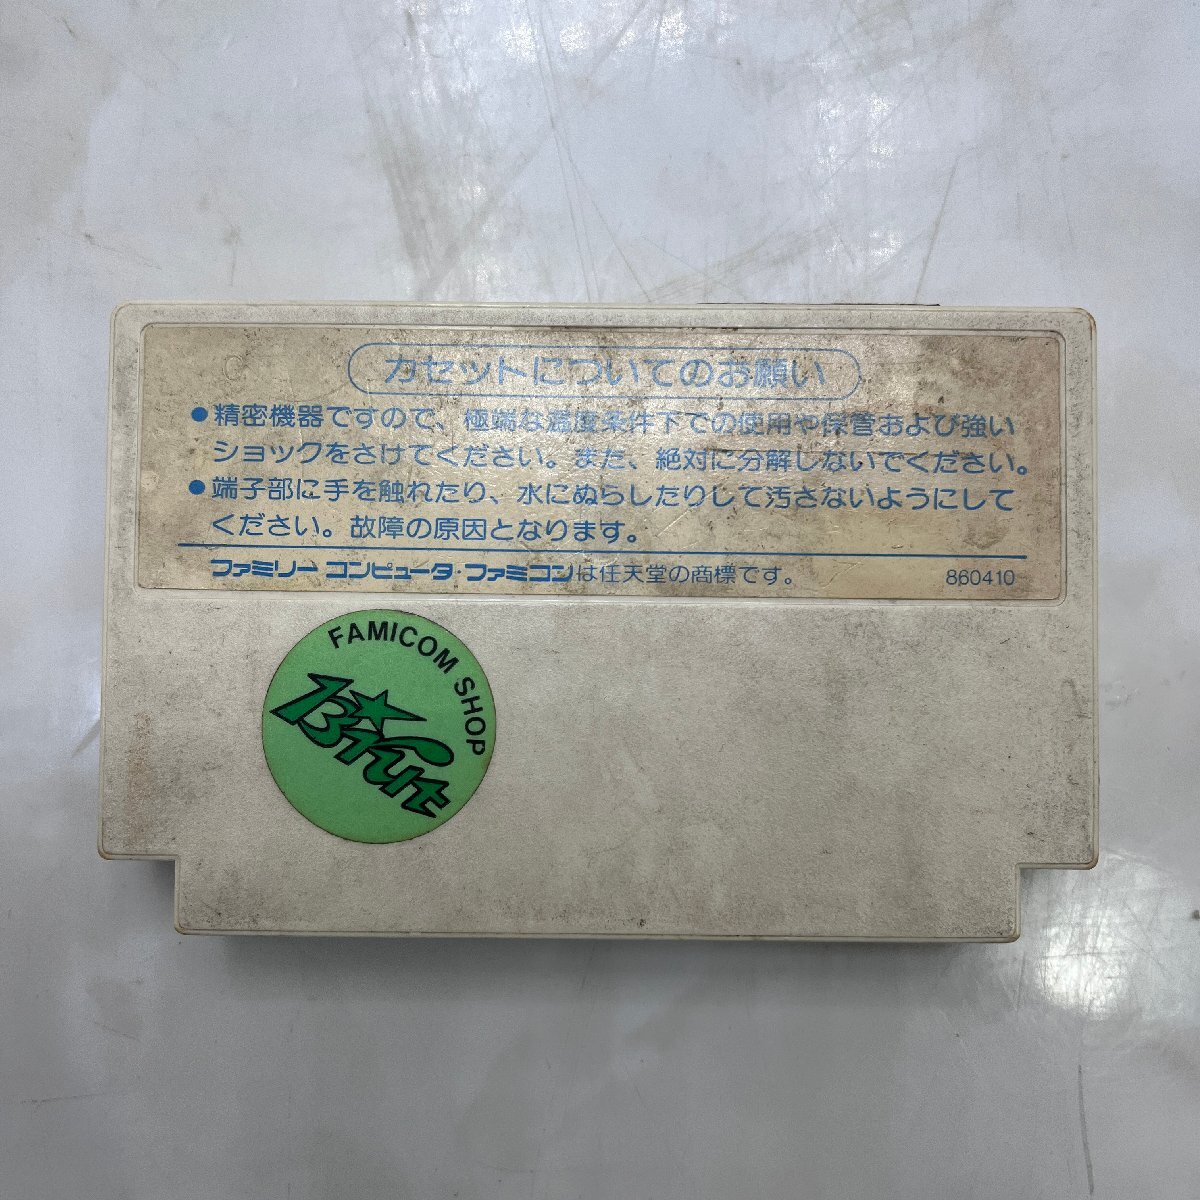 カセットについてのお願い
●精密機器ですので、極端な温度条件下での使用や保管および強い
ショックをさけてください。また、絶対に分解しないでください。
●端子部に手を触れたり、水にぬらしたりして汚さないようにして
ください。故障の原因となります。
ファミリーコンピュータ・ファミコンは任天堂の商標です。 860410
FAMICOM SHOP